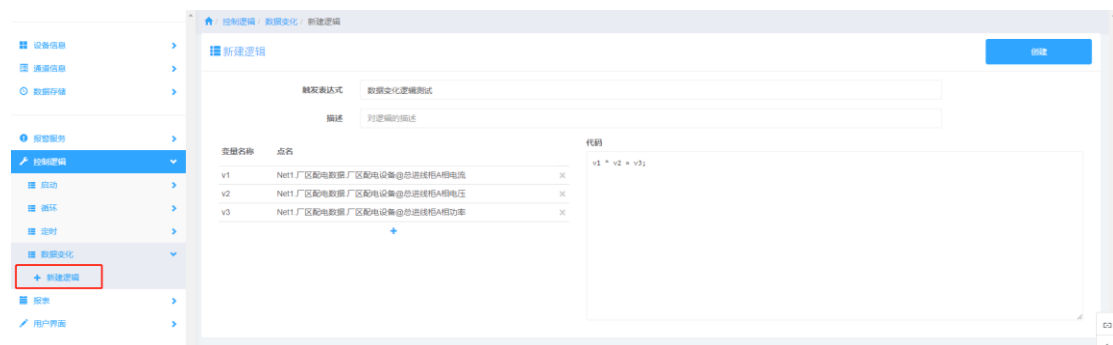 控制逻辑 / 数据变化 / 新建逻辑
设备信息
通道信息
数据存储
报警服务
控制逻辑
启动
循环
定时
数据变化
新建逻辑
报表
用户界面
新建逻辑
创建
触发表达式
数据变化逻辑测试
描述
对逻辑的描述
变量名称 点名
v1 Net1.厂区配电数据.厂区配电设备@总进线柜A相电流
v2 Net1.厂区配电数据.厂区配电设备@总进线柜A相电压
v3 Net1.厂区配电数据.厂区配电设备@总进线柜A相功率
代码
v1 * v2 = v3;